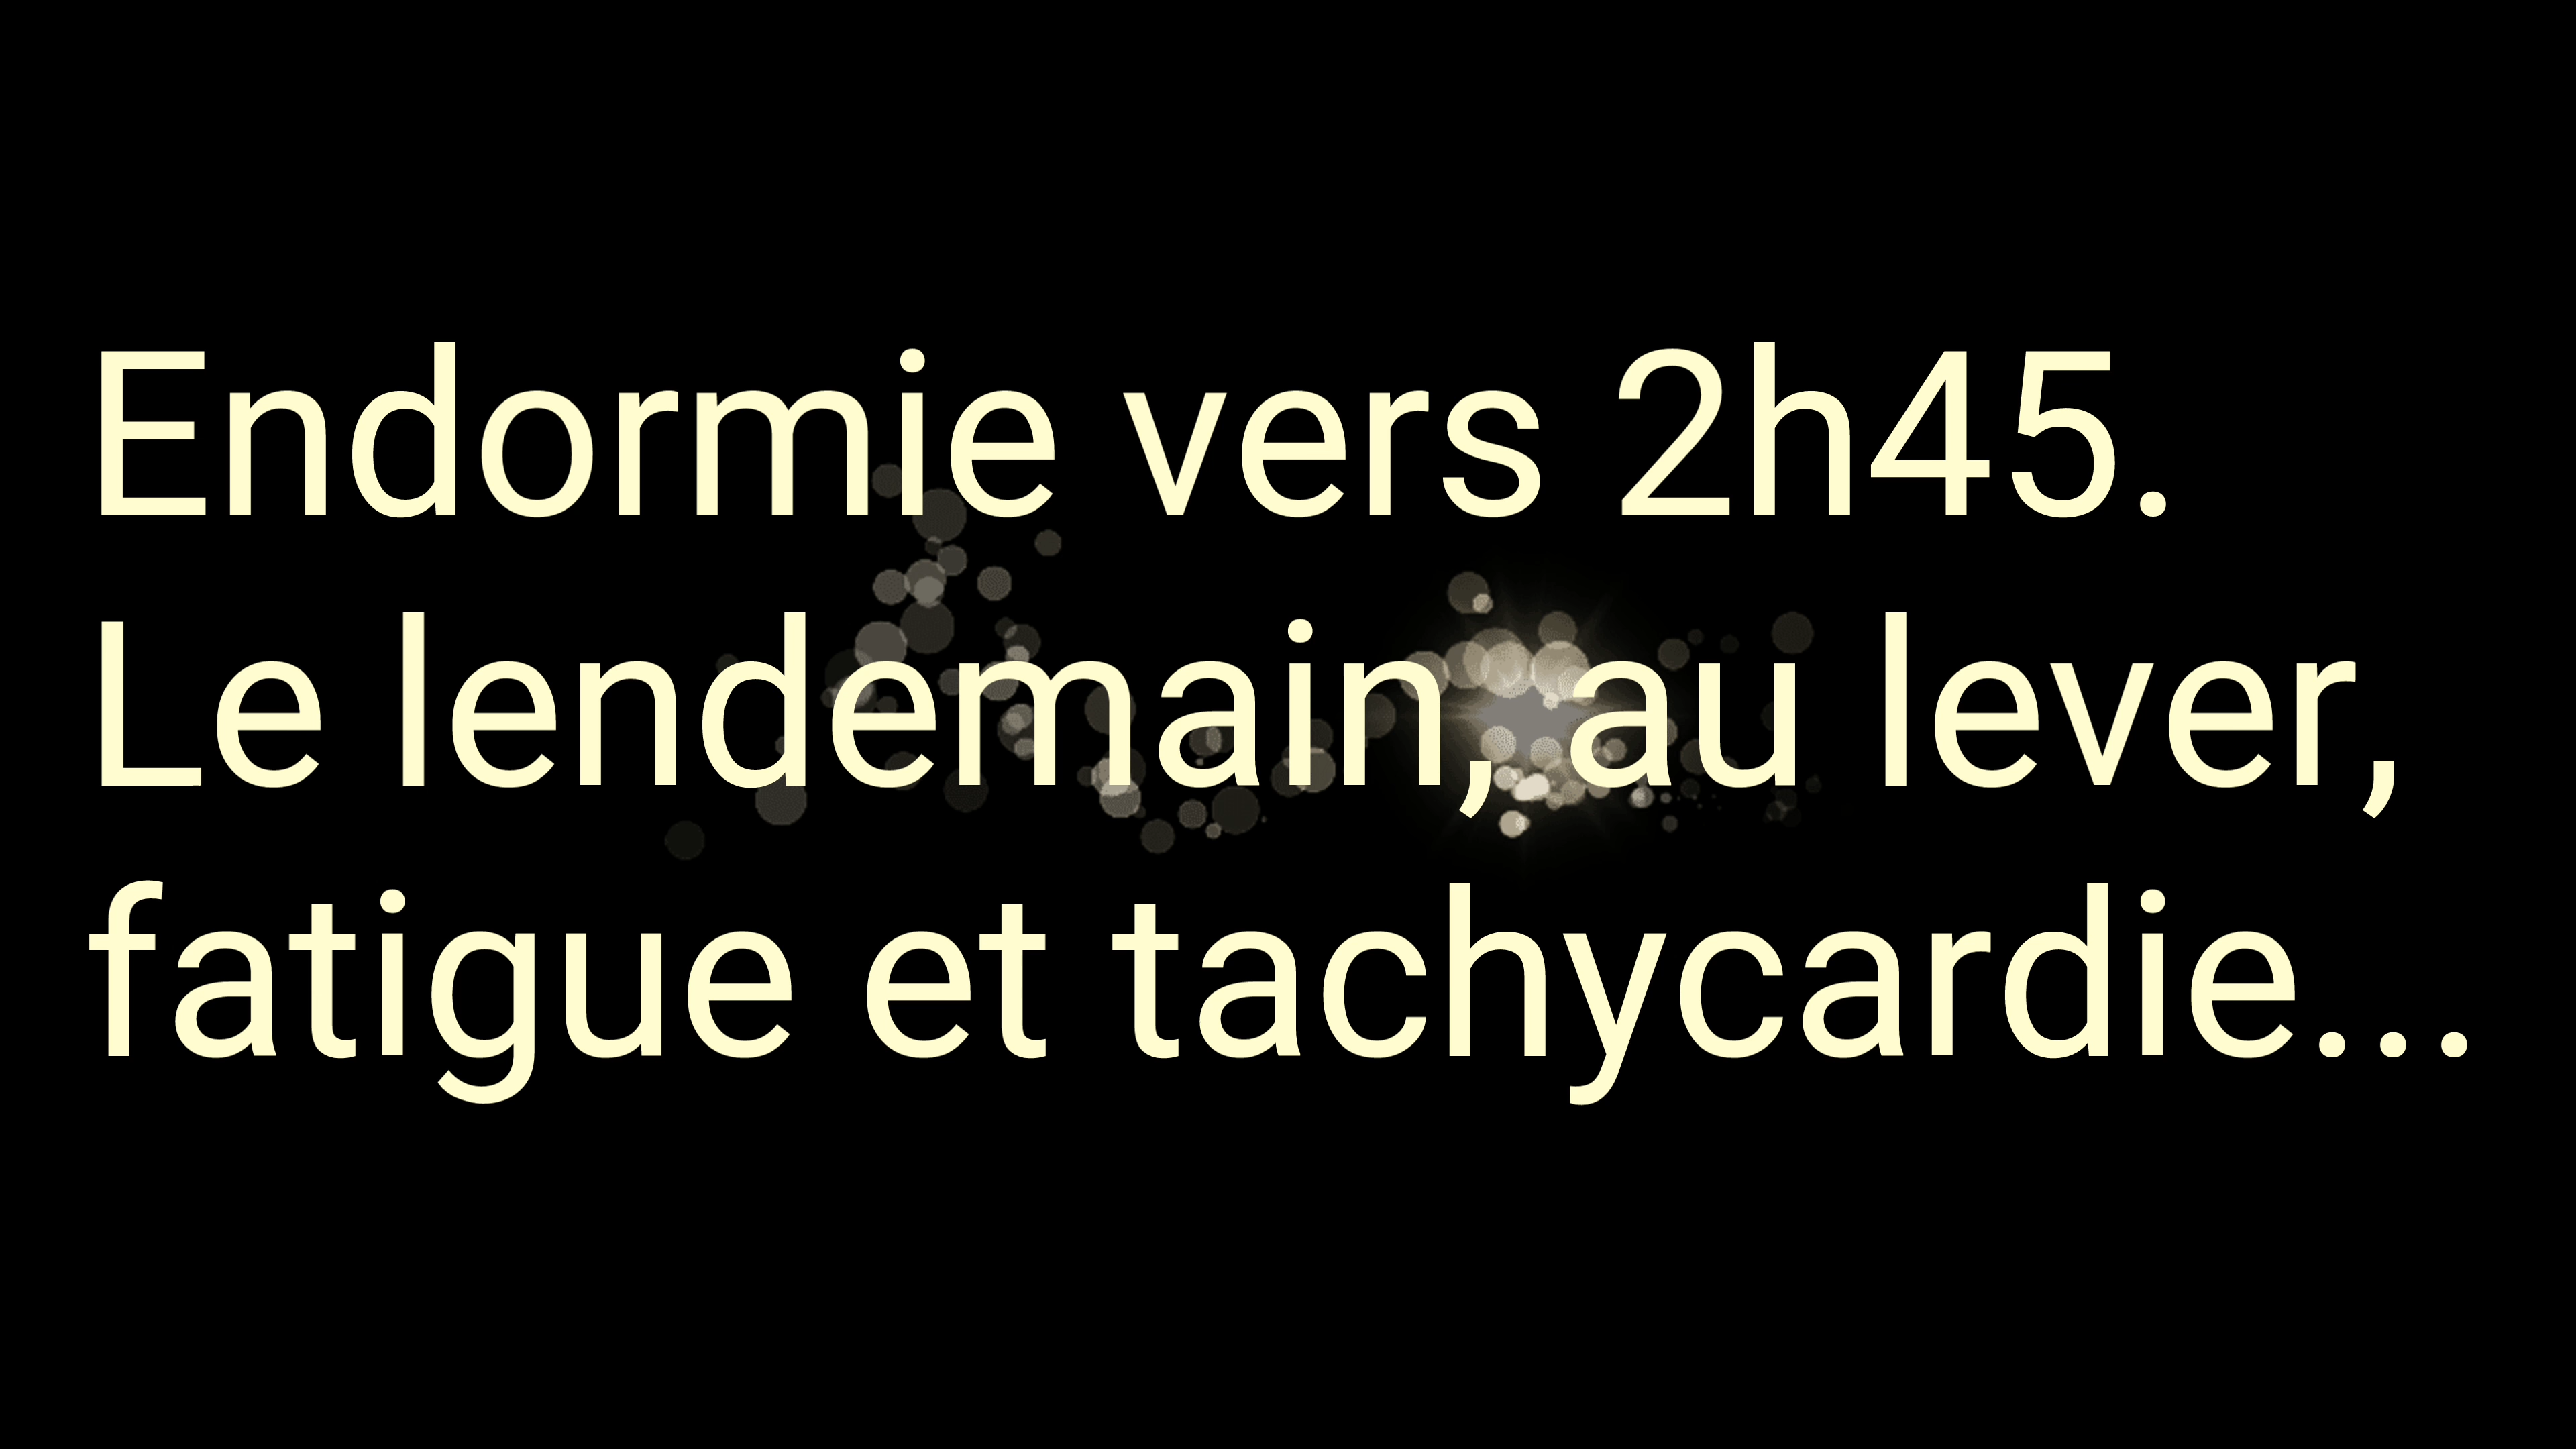 Endormie vers 2h45.
Le lendemain, au lever,
fatigue et tachycardie...